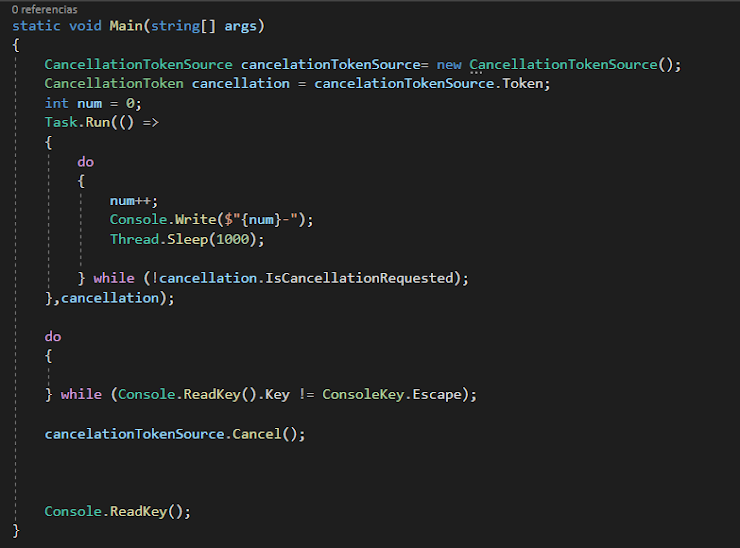 0 referencias
static void Main(string[] args)
{
CancellationTokenSource cancelationTokenSource= new CancellationTokenSource();
CancellationToken cancellation = cancelationTokenSource.Token;
int num = 0;
Task.Run(() =>
{
do
{
num++;
Console.Write($"{num}-");
Thread.Sleep(1000);
} while (!cancellation.IsCancellationRequested);
},cancellation);
do
{
} while (Console.ReadKey().Key != ConsoleKey.Escape);
cancelationTokenSource.Cancel();
Console.ReadKey();
}